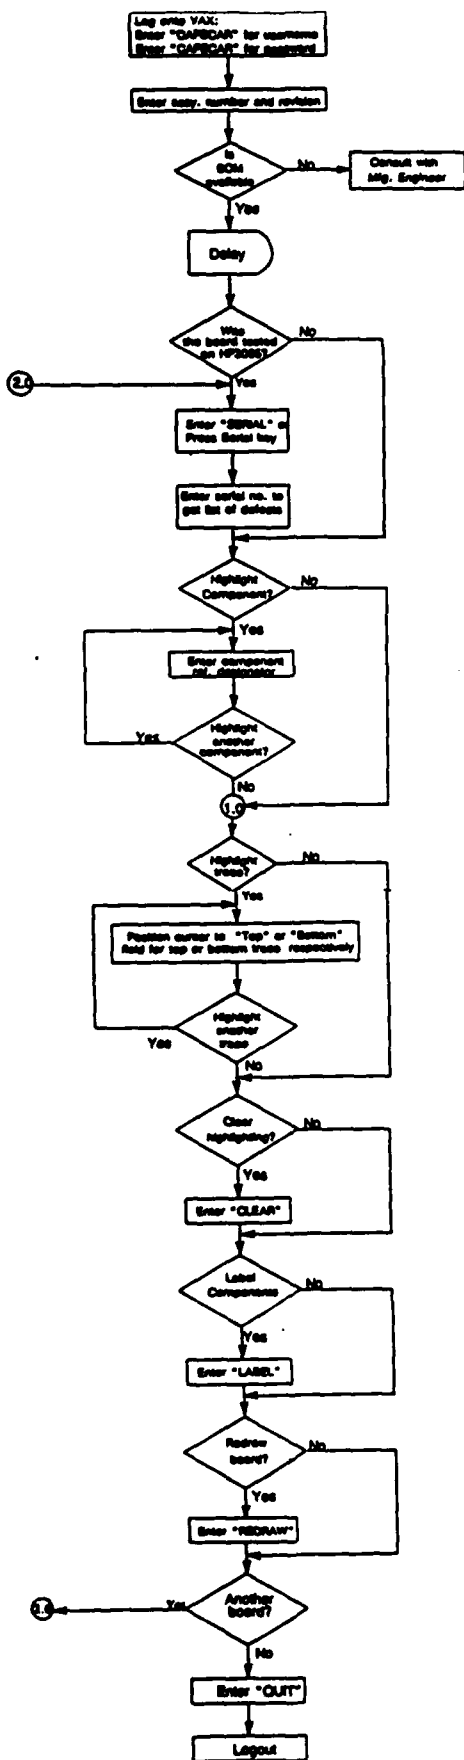 Log onto VAX:
Enter "CAPSCAR" for username
Enter "CAPSCAR" for password
Enter assy. number and revision
Is
BOM
available
No
Consult with
Mfg. Engineer
Yes
Delay
Was
the board tested
on HP3065?
No
2.0
Yes
Enter "SERIAL" or
Press Serial key
Enter serial no. to
get list of defects
Highlight
Component?
No
Yes
Enter component
ref. designator
Highlight
another
component?
Yes
No
1.0
Highlight
trace?
No
Yes
Position cursor to "Top" or "Bottom"
field for top or bottom trace respectively
Highlight
another
trace
Yes
No
Clear
highlighting?
No
Yes
Enter "CLEAR"
Label
Components
No
Yes
Enter "LABEL"
Redraw
board?
No
Yes
Enter "REDRAW"
Another
board?
Yes
No
Enter "QUIT"
Logout